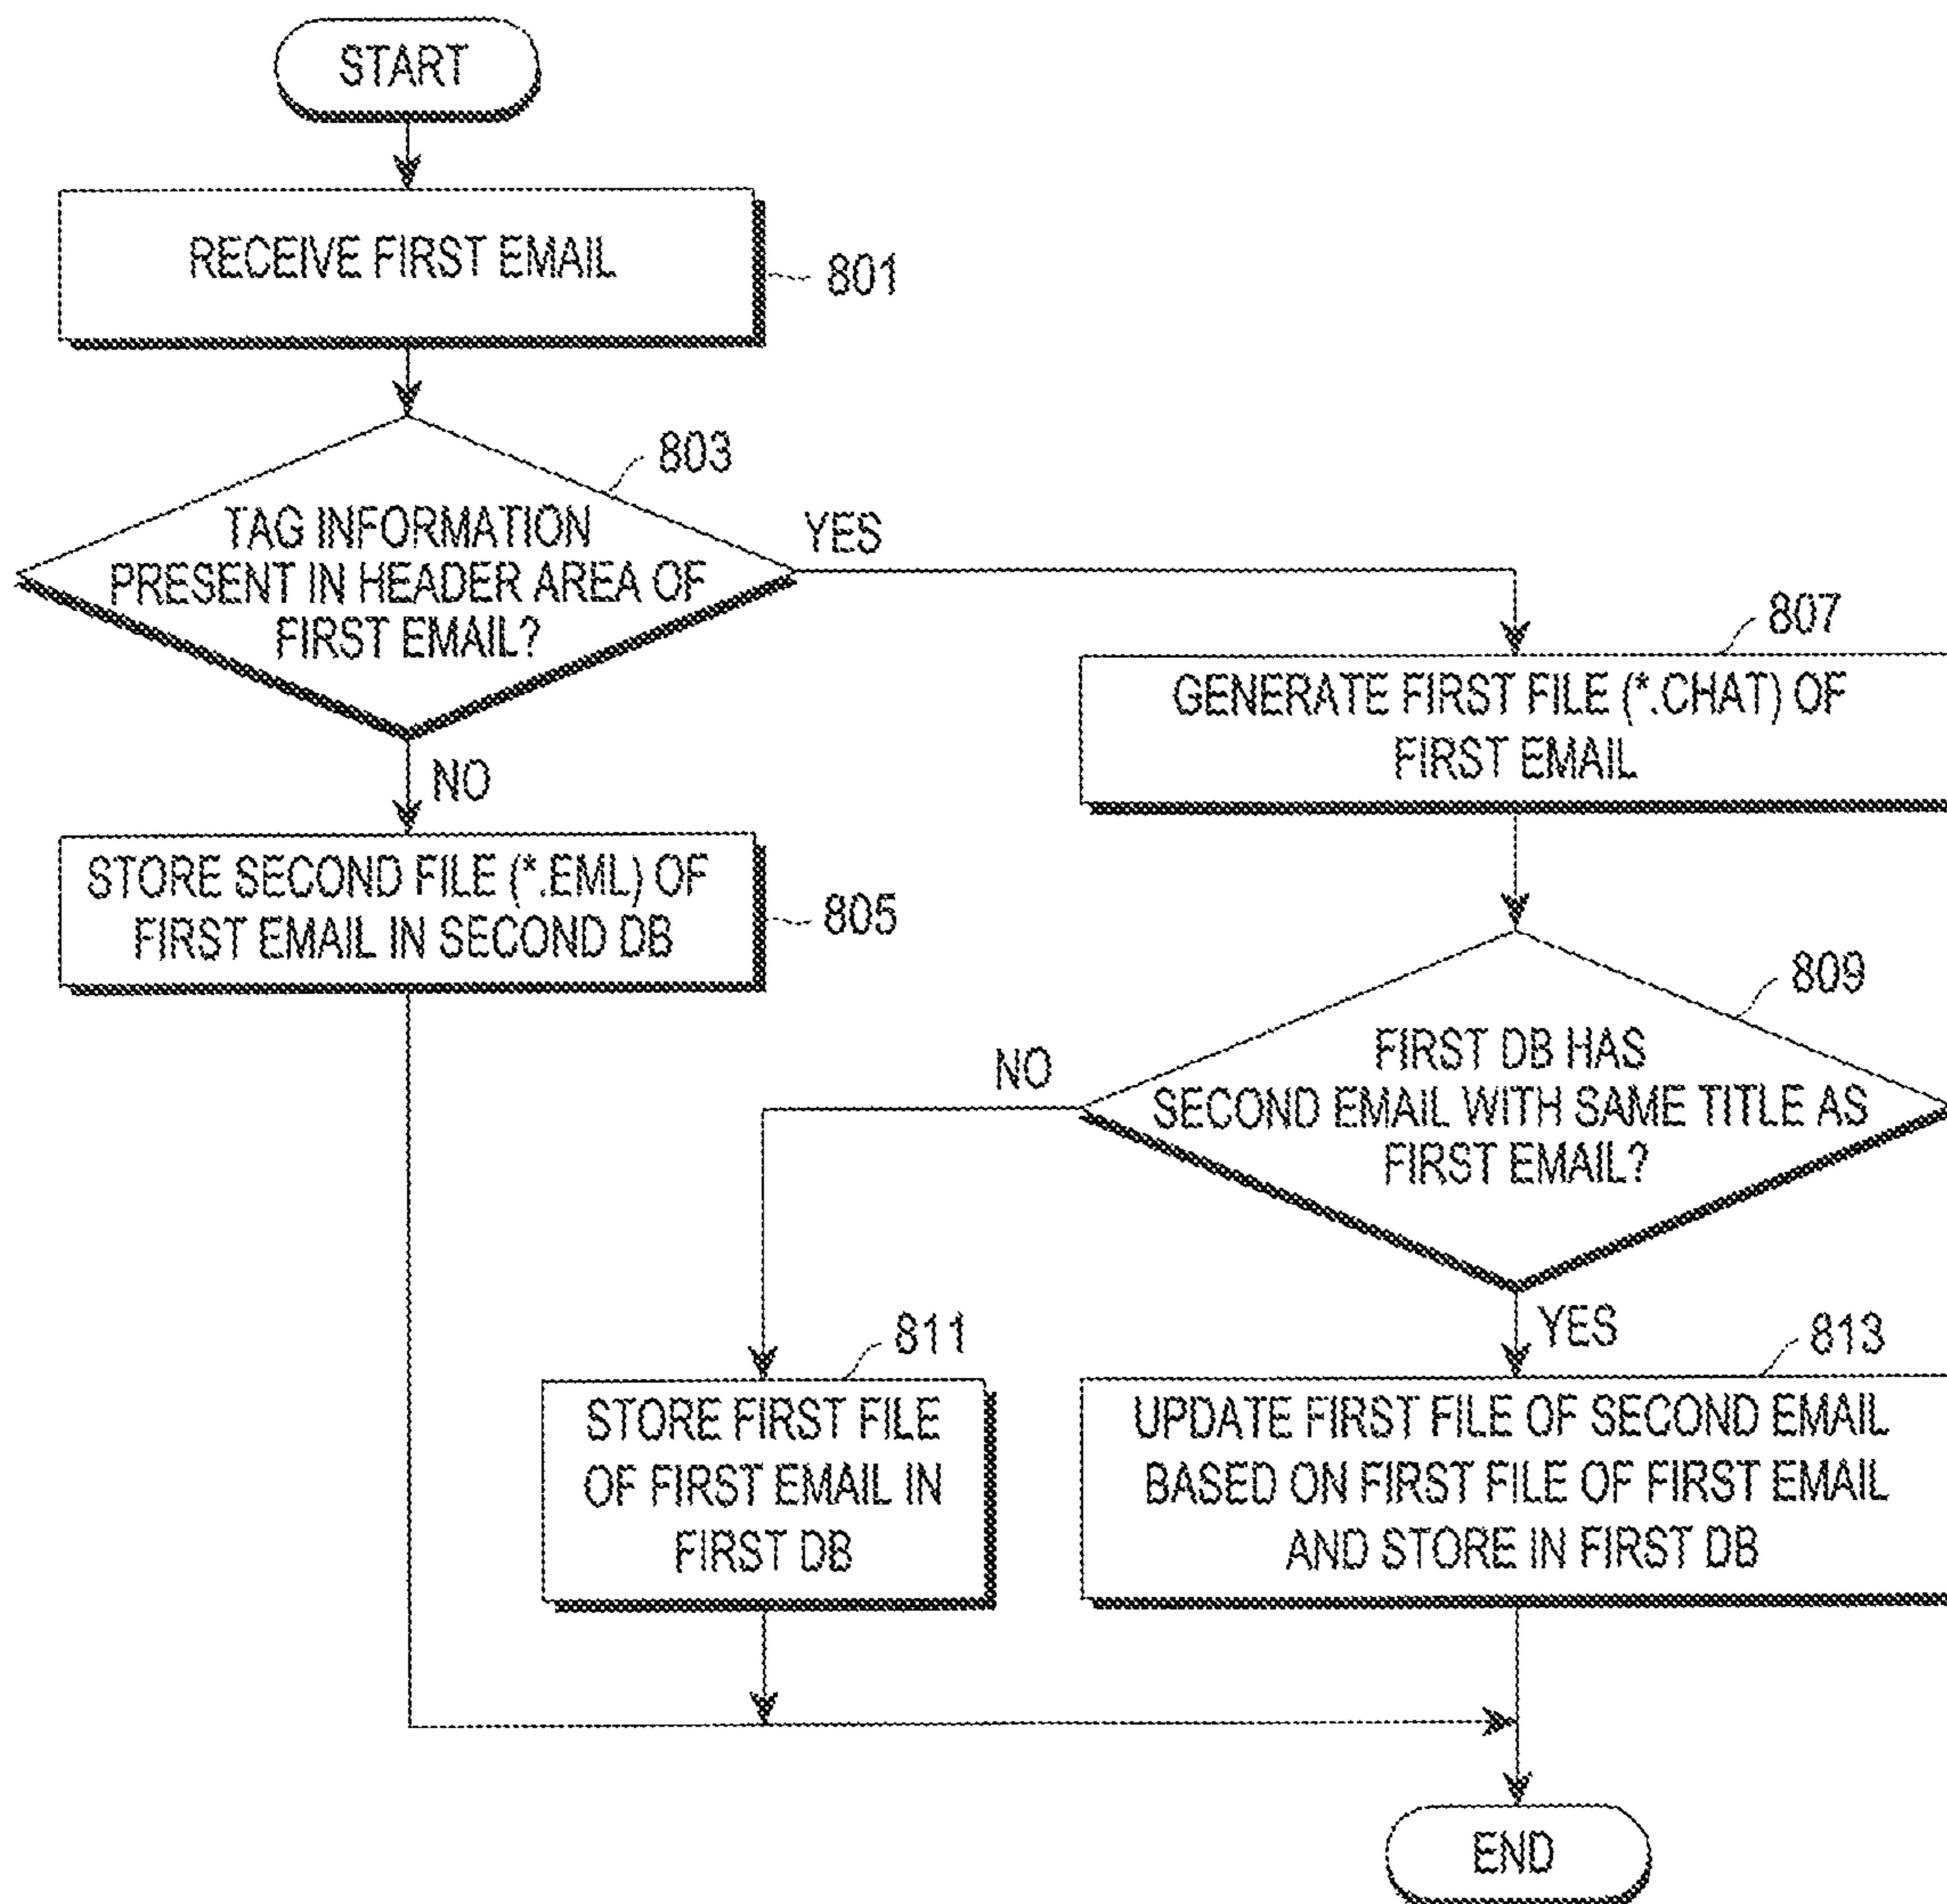 START
RECEIVE FIRST EMAIL
801
803
TAG INFORMATION
PRESENT IN HEADER AREA OF
FIRST EMAIL?
YES
NO
807
GENERATE FIRST FILE (*.CHAT) OF
FIRST EMAIL
STORE SECOND FILE (*.EML) OF
FIRST EMAIL IN SECOND DB
805
809
FIRST DB HAS
SECOND EMAIL WITH SAME TITLE AS
FIRST EMAIL?
NO
YES
811
STORE FIRST FILE
OF FIRST EMAIL IN
FIRST DB
813
UPDATE FIRST FILE OF SECOND EMAIL
BASED ON FIRST FILE OF FIRST EMAIL
AND STORE IN FIRST DB
END